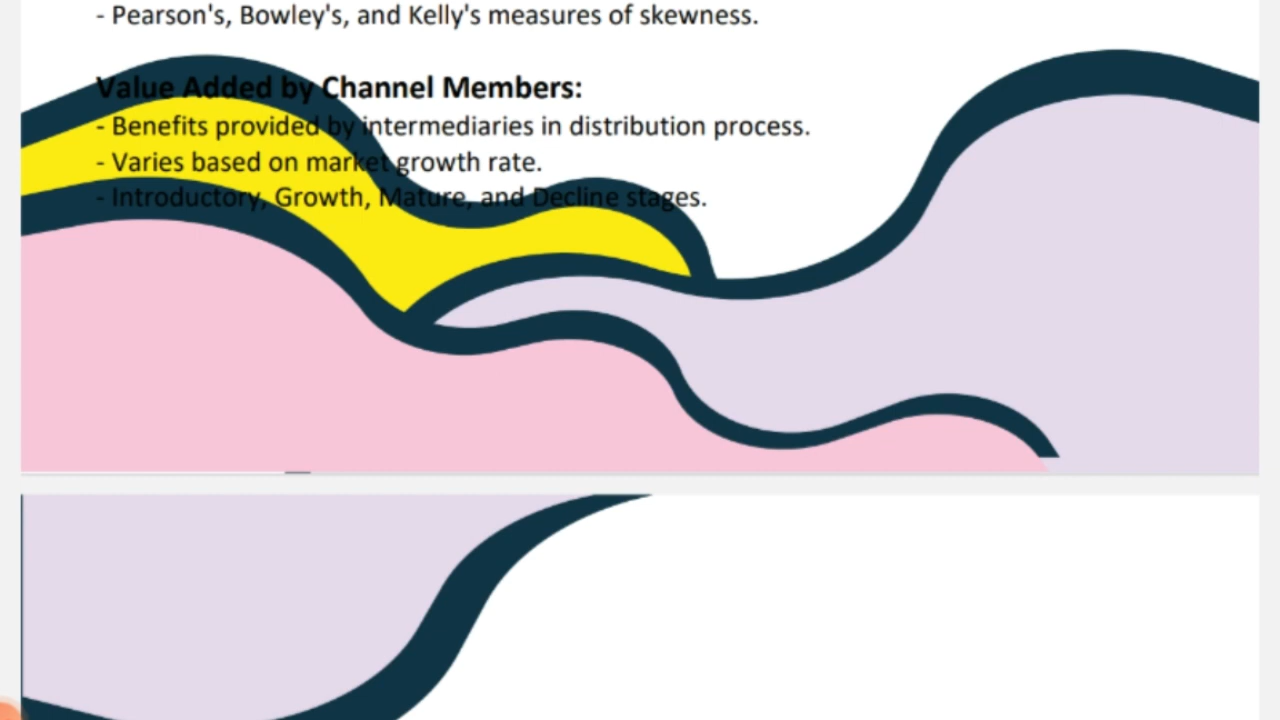 - Pearson's, Bowley's, and Kelly's measures of skewness.
Value Added by Channel Members:
- Benefits provided by intermediaries in distribution process.
- Varies based on market growth rate.
- Introductory, Growth, Mature, and Decline stages.